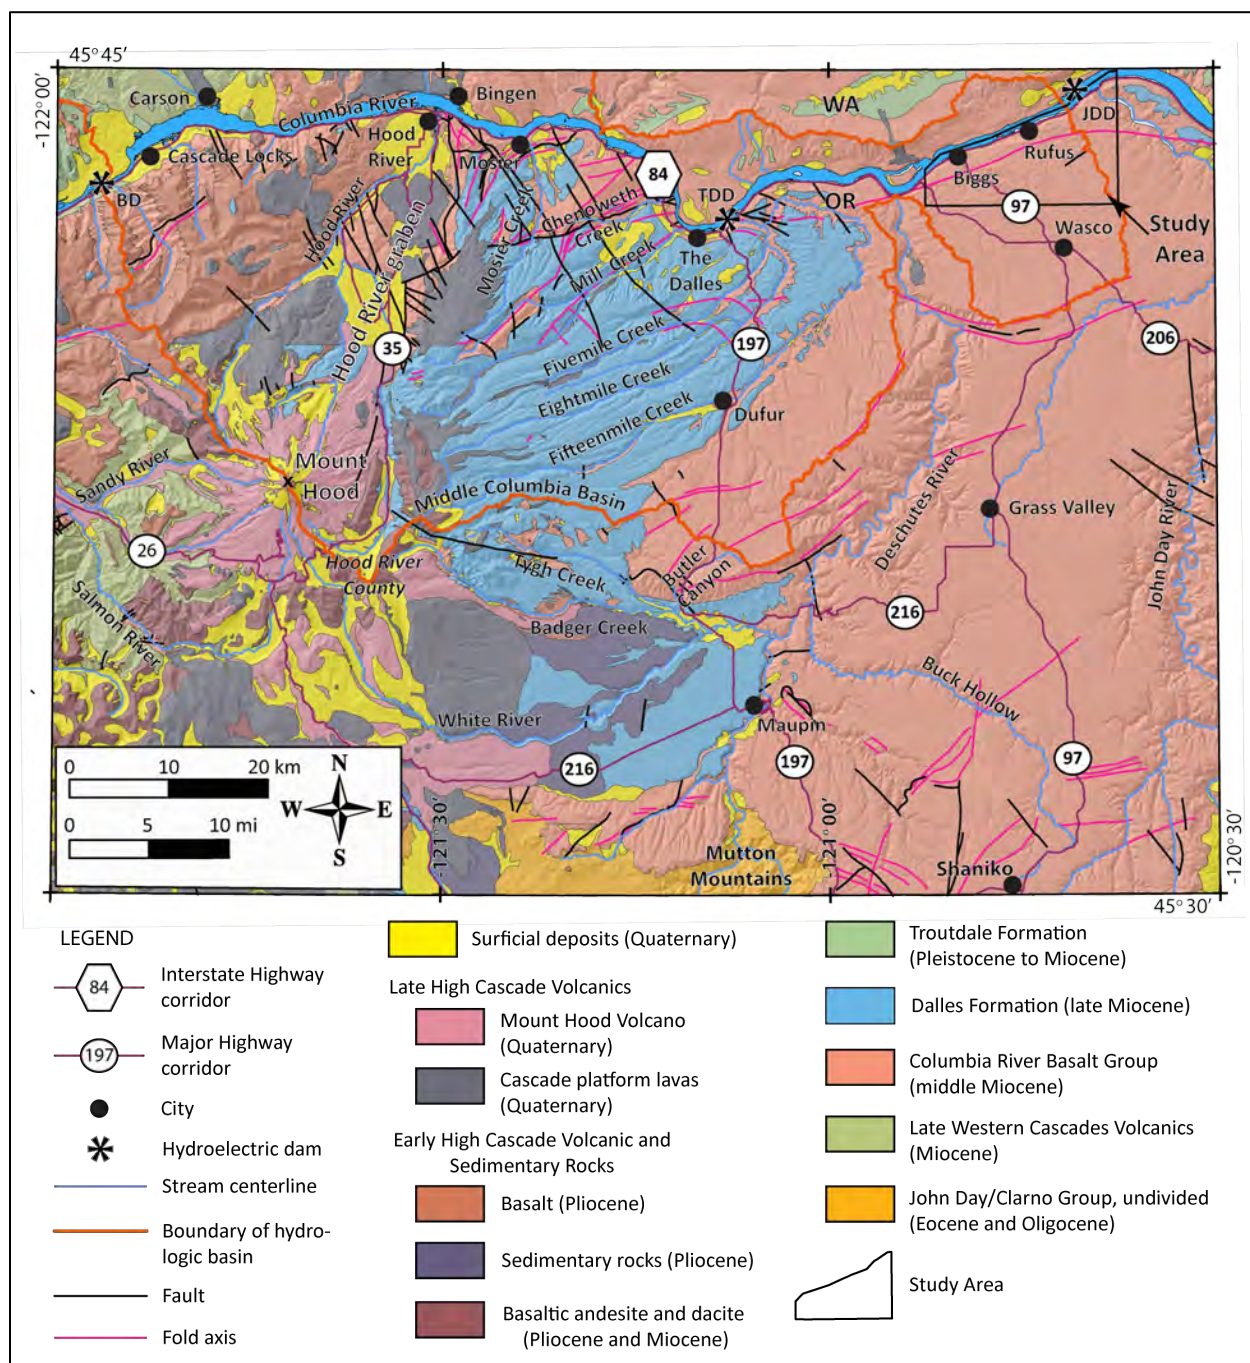 45°45′
-122°00′
Carson
Columbia River
Bingen
WA
JDD
Cascade Locks
Hood
River
Mosier
84
Rufus
Biggs
BD
TDD
OR
97
Study
Area
Hood River
Mosier Creek
Chenoweth
Creek
Mill Creek
The
Dalles
Wasco
Hood River graben
35
Fivemile Creek
197
206
Eightmile Creek
Fifteenmile Creek
Dufur
Sandy River
Mount
Hood
Middle Columbia Basin
Deschutes River
Grass Valley
John Day River
26
Hood River
County
Tygh Creek
Butler
Canyon
216
Salmon River
Badger Creek
Buck Hollow
White River
Maupm
216
197
97
0 10 20 km
0 5 10 mi
N
W E
S
-121°30′
-121°00′
Mutton
Mountains
Shaniko
-120°30′
45°30′
LEGEND
84
Interstate Highway
corridor
197
Major Highway
corridor
City
Hydroelectric dam
Stream centerline
Boundary of hydro-
logic basin
Fault
Fold axis
Surficial deposits (Quaternary)
Late High Cascade Volcanics
Mount Hood Volcano
(Quaternary)
Cascade platform lavas
(Quaternary)
Early High Cascade Volcanic and
Sedimentary Rocks
Basalt (Pliocene)
Sedimentary rocks (Pliocene)
Basaltic andesite and dacite
(Pliocene and Miocene)
Troutdale Formation
(Pleistocene to Miocene)
Dalles Formation (late Miocene)
Columbia River Basalt Group
(middle Miocene)
Late Western Cascades Volcanics
(Miocene)
John Day/Clarno Group, undivided
(Eocene and Oligocene)
Study Area